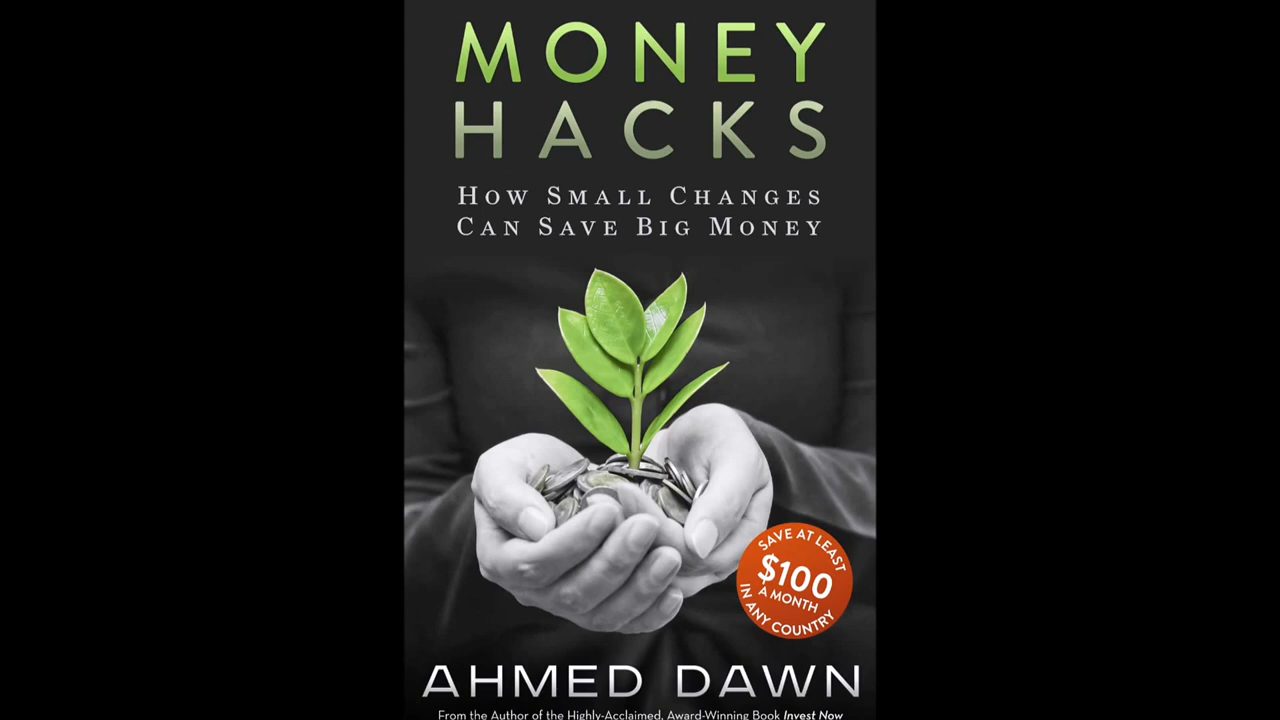 MONEY
HACKS
HOW SMALL CHANGES
CAN SAVE BIG MONEY
SAVE AT LEAST
$100
A MONTH
IN ANY COUNTRY
AHMED DAWN
From the Author of the Highly-Acclaimed, Award-Winning Book Invest Now